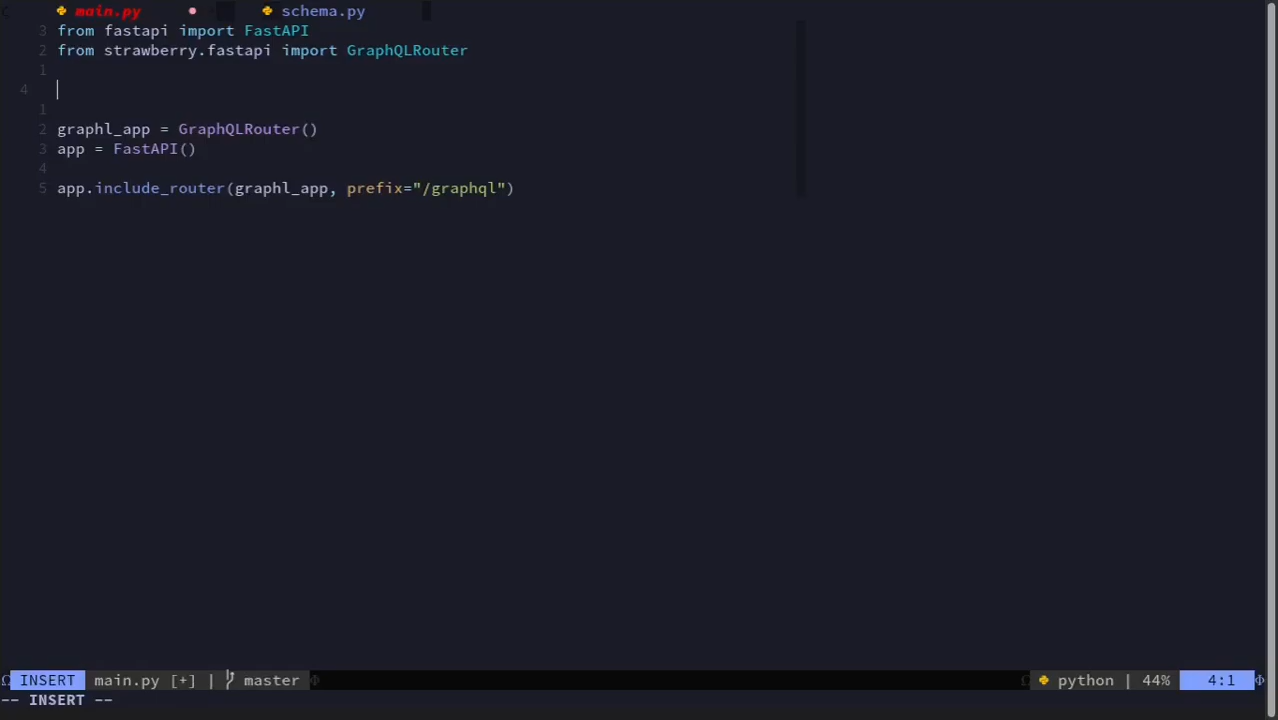 main.py schema.py
3 from fastapi import FastAPI
2 from strawberry.fastapi import GraphQLRouter
1
4
1
2 graphl_app = GraphQLRouter()
3 app = FastAPI()
4
5 app.include_router(graphl_app, prefix="/graphql")
INSERT main.py [+] | master python | 44% 4:1
-- INSERT --